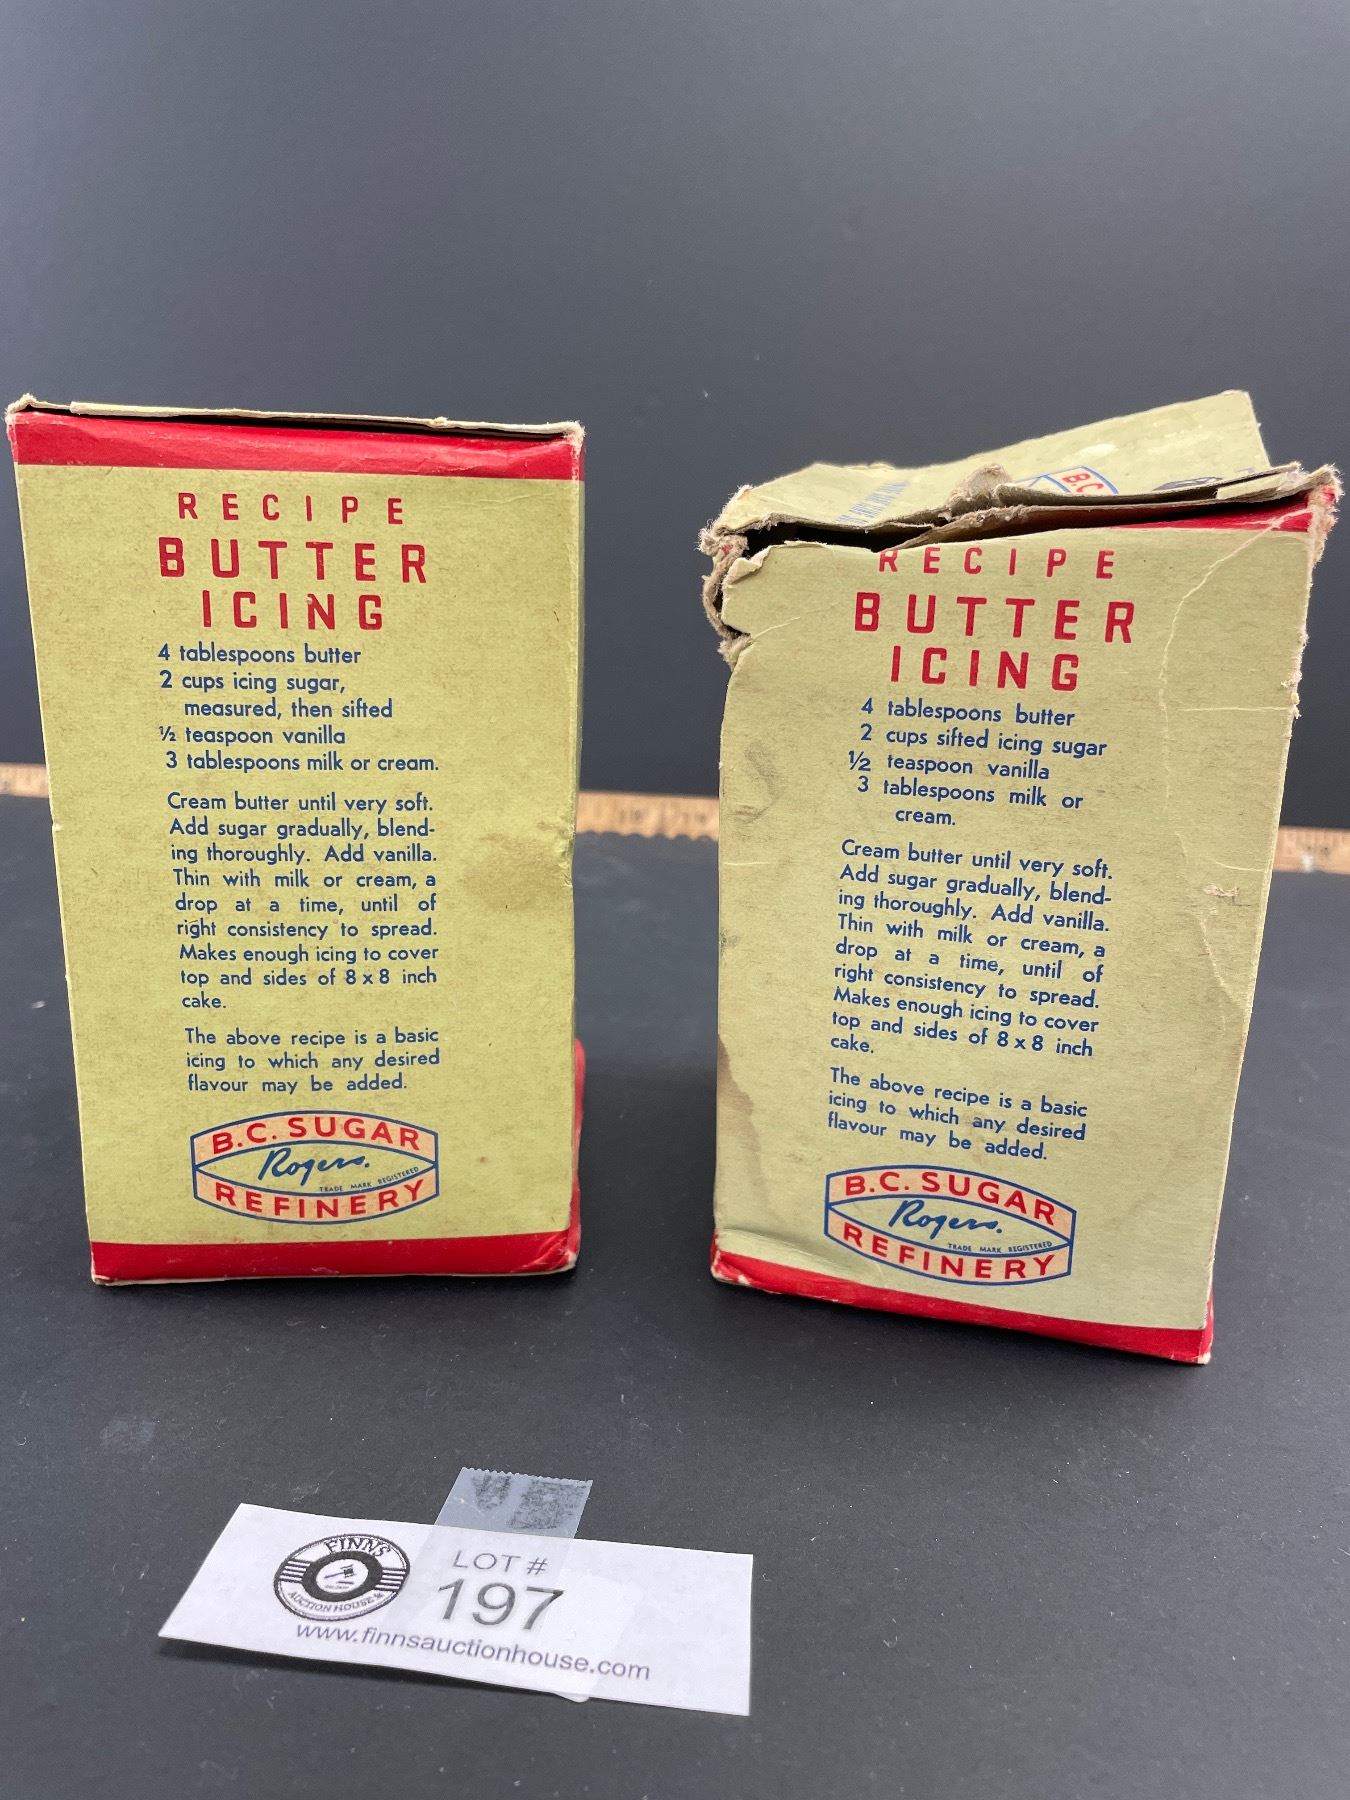 RECIPE
BUTTER
ICING
4 tablespoons butter
2 cups icing sugar,
measured, then sifted
½ teaspoon vanilla
3 tablespoons milk or cream.
Cream butter until very soft.
Add sugar gradually, blend-
ing thoroughly. Add vanilla.
Thin with milk or cream, a
drop at a time, until of
right consistency to spread.
Makes enough icing to cover
top and sides of 8 x 8 inch
cake.
The above recipe is a basic
icing to which any desired
flavour may be added.
B.C. SUGAR
Rogers.
TRADE MARK REGISTERED
REFINERY
B.C.
RECIPE
BUTTER
ICING
4 tablespoons butter
2 cups sifted icing sugar
½ teaspoon vanilla
3 tablespoons milk or
cream.
Cream butter until very soft.
Add sugar gradually, blend-
ing thoroughly. Add vanilla.
Thin with milk or cream, a
drop at a time, until of
right consistency to spread.
Makes enough icing to cover
top and sides of 8 x 8 inch
cake.
The above recipe is a basic
icing to which any desired
flavour may be added.
B.C. SUGAR
Rogers.
TRADE MARK REGISTERED
REFINERY
FINNS
AUCTION HOUSE
LOT #
197
www.finnsauctionhouse.com